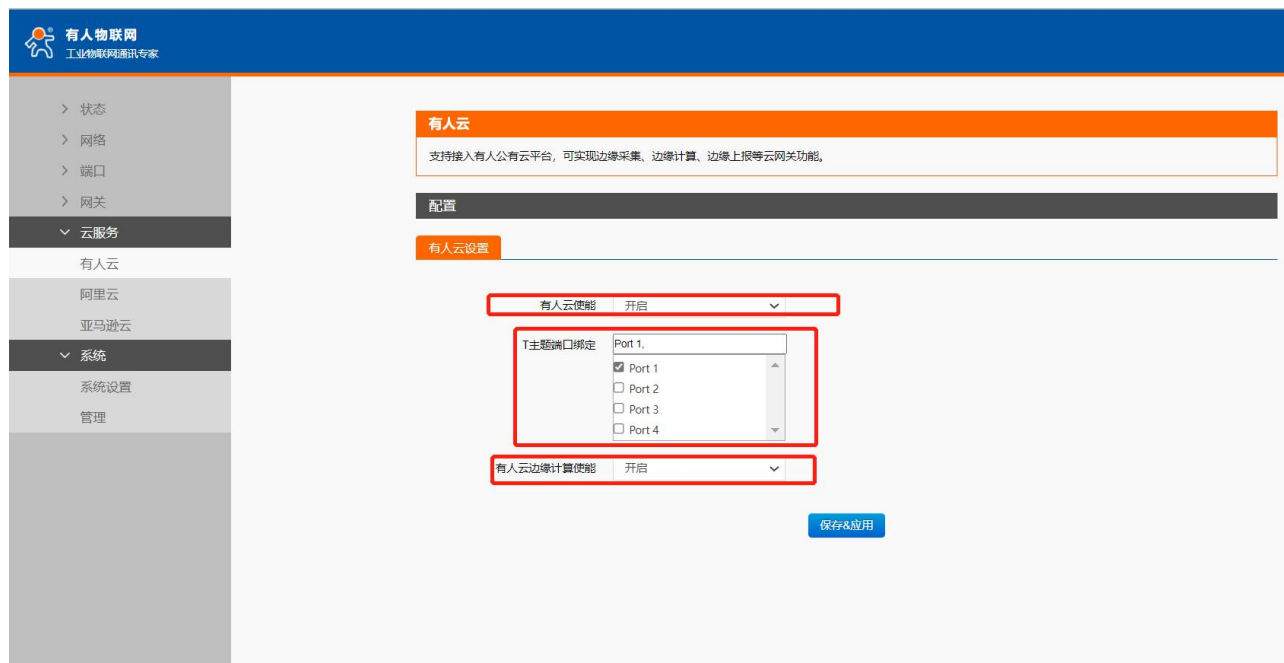 有人物联网
工业物联网通讯专家
状态
网络
端口
网关
云服务
有人云
阿里云
亚马逊云
系统
系统设置
管理
有人云
支持接入有人公有云平台，可实现边缘采集、边缘计算、边缘上报等云网关功能。
配置
有人云设置
有人云使能 开启
T主题端口绑定 Port 1,
Port 1
Port 2
Port 3
Port 4
有人云边缘计算使能 开启
保存&应用